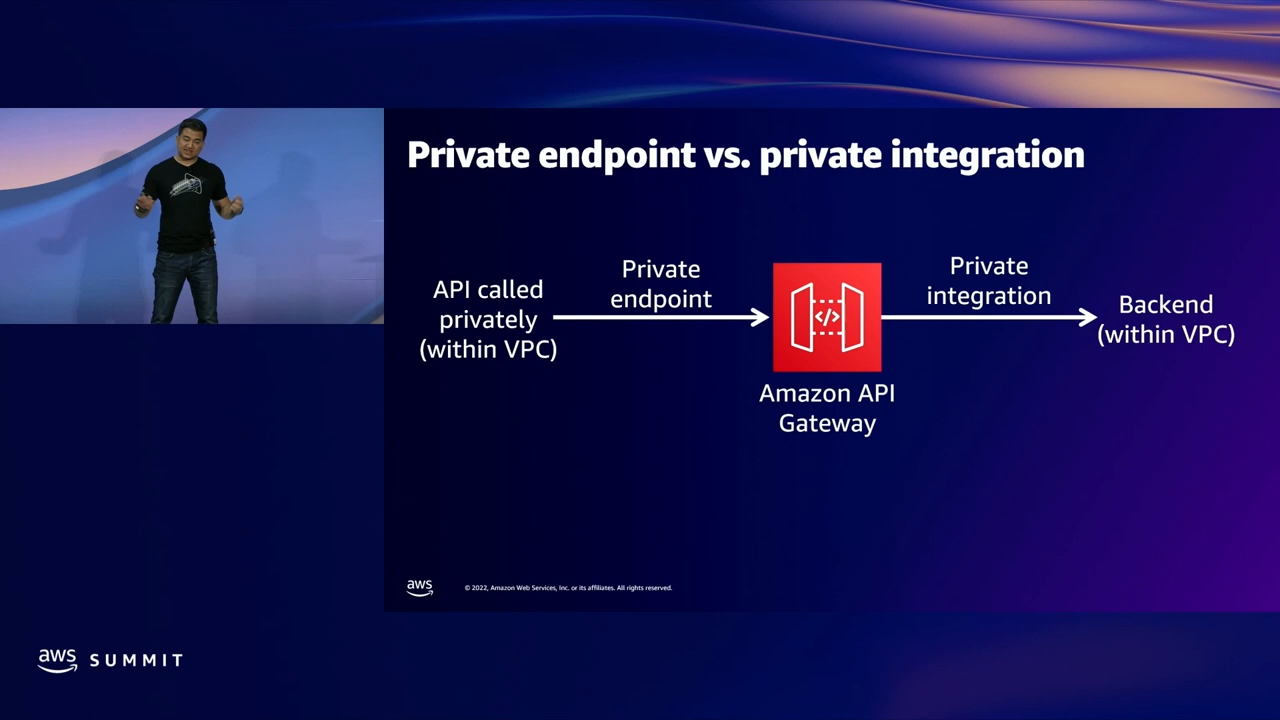 Private endpoint vs. private integration
API called
privately
(within VPC)
Private
endpoint
</>
Amazon API
Gateway
Private
integration
Backend
(within VPC)
aws
© 2022, Amazon Web Services, Inc. or its affiliates. All rights reserved.
aws SUMMIT